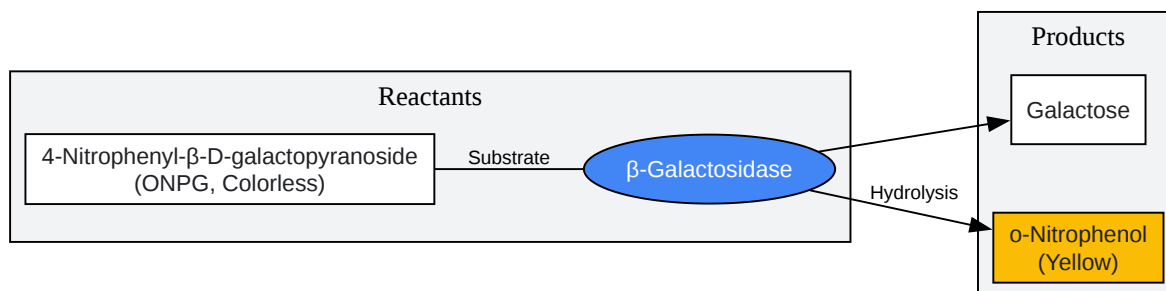 Reactants
4-Nitrophenyl-β-D-galactopyranoside
(ONPG, Colorless)
Substrate
β-Galactosidase
Hydrolysis
Products
Galactose
o-Nitrophenol
(Yellow)